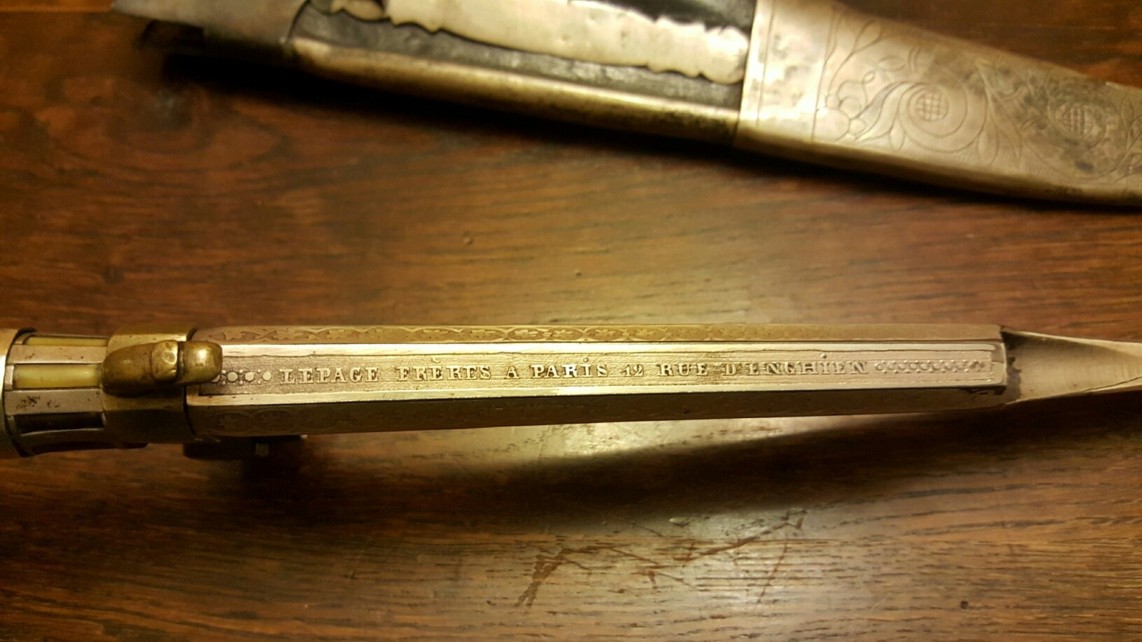 LEPAGE FRÈRES A PARIS 12 RUE D'ENGHIEN